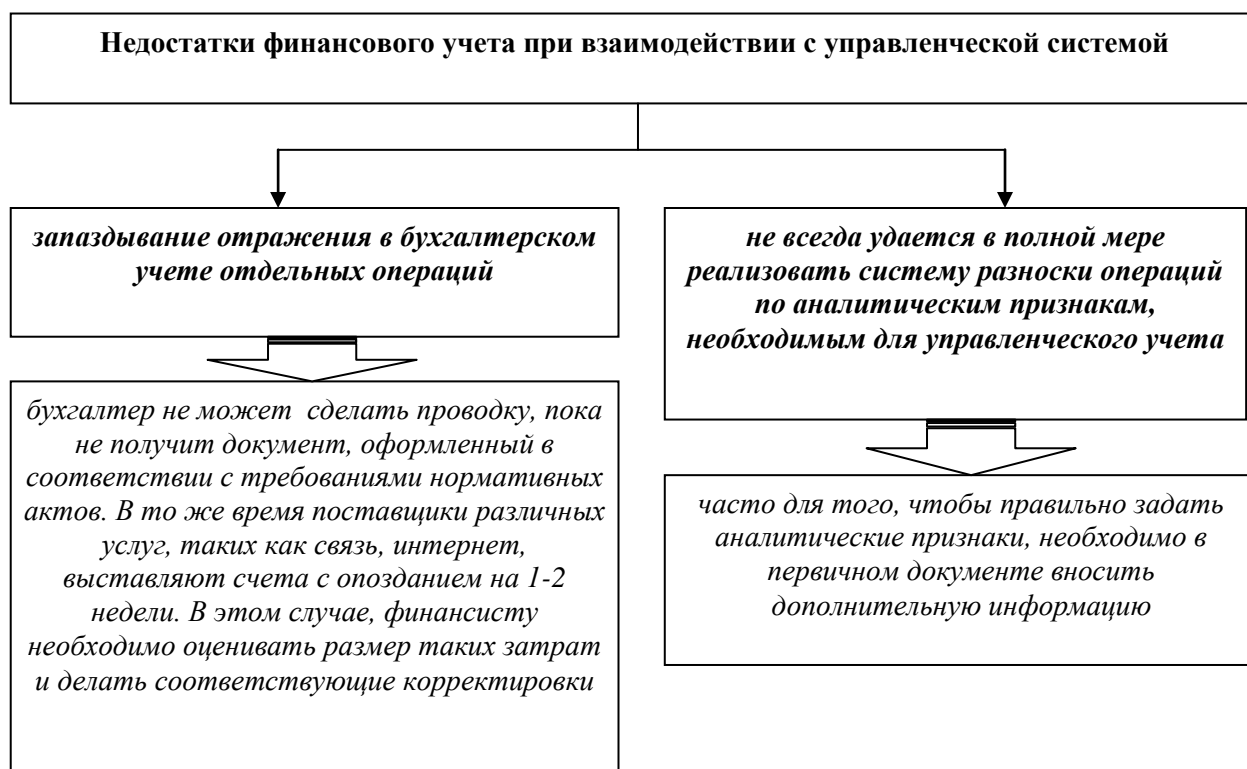 Недостатки финансового учета при взаимодействии с управленческой системой
запаздывание отражения в бухгалтерском
учете отдельных операций
бухгалтер не может сделать проводку, пока
не получит документ, оформленный в
соответствии с требованиями нормативных
актов. В то же время поставщики различных
услуг, таких как связь, интернет,
выставляют счета с опозданием на 1-2
недели. В этом случае, финансисту
необходимо оценивать размер таких затрат
и делать соответствующие корректировки
не всегда удается в полной мере
реализовать систему разноски операций
по аналитическим признакам,
необходимым для управленческого учета
часто для того, чтобы правильно задать
аналитические признаки, необходимо в
первичном документе вносить
дополнительную информацию